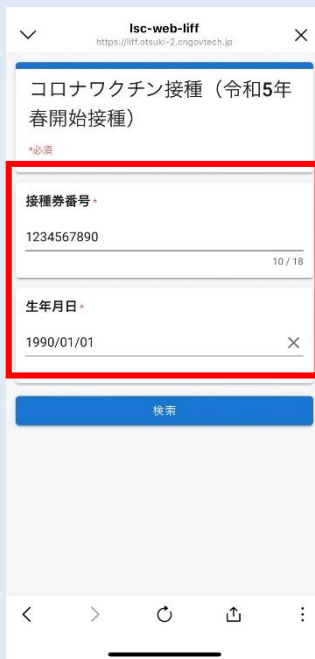 lsc-web-liff
https://liff.otsuki-2.cngovtech.jp
コロナワクチン接種（令和5年
春開始接種）
*必須
接種券番号*
1234567890
10 / 18
生年月日*
1990/01/01
検索